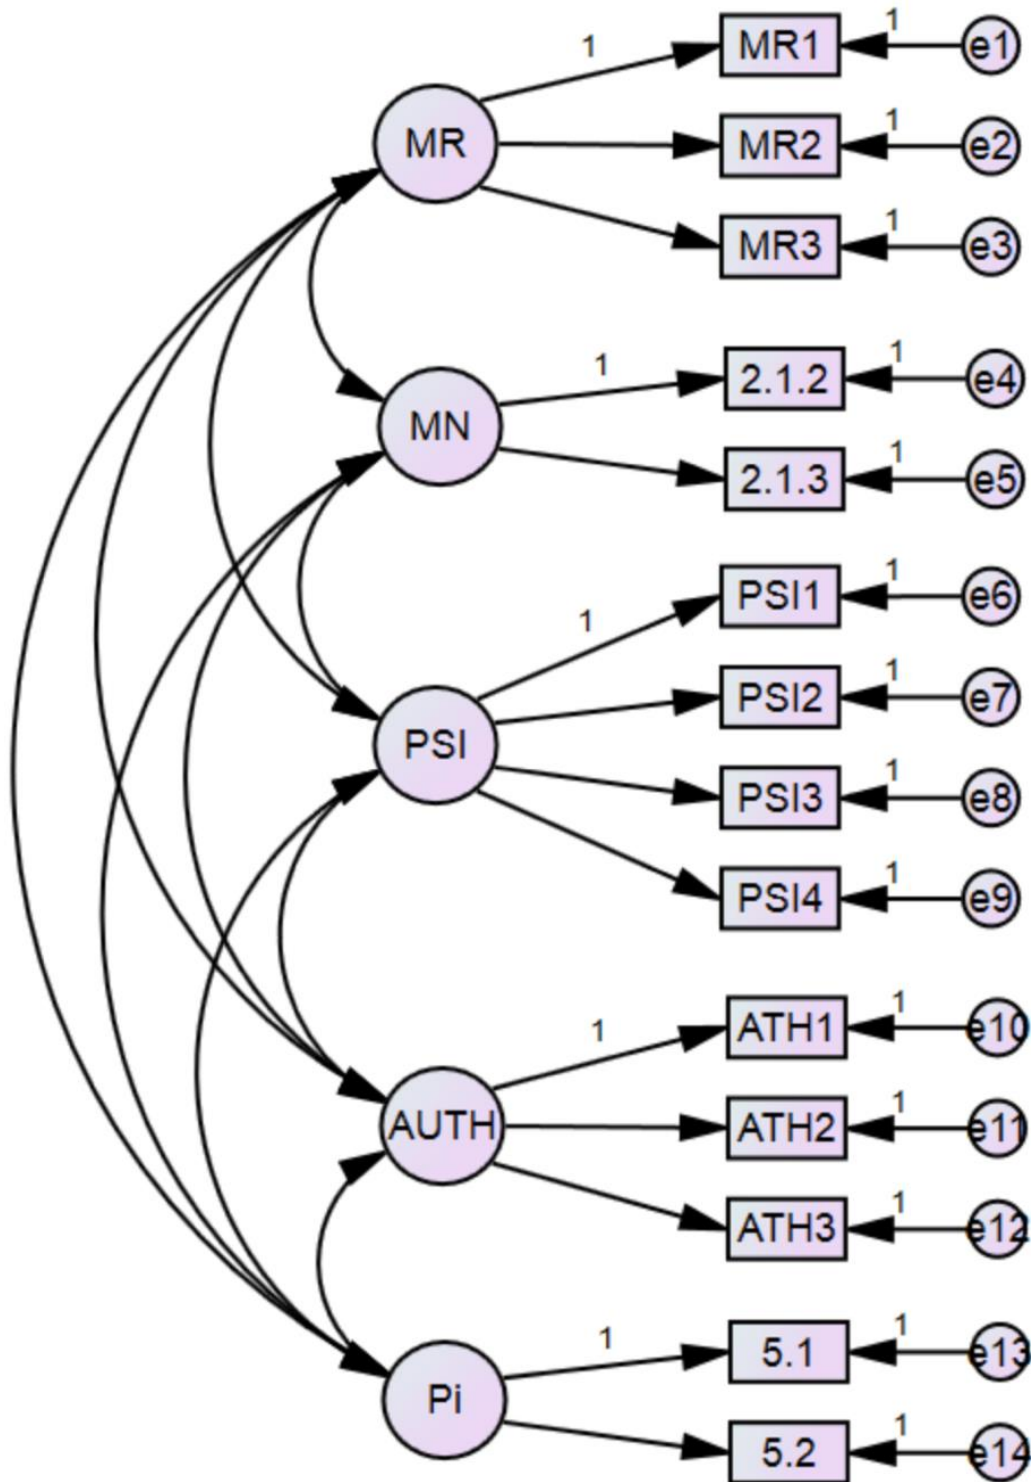 1 MR1 1 e1
MR
MR2 1 e2
MR3 1 e3
1 2.1.2 1 e4
MN
2.1.3 1 e5
1 PSI1 1 e6
PSI2 1 e7
PSI
PSI3 1 e8
PSI4 1 e9
1 ATH1 1 e10
AUTH ATH2 1 e11
ATH3 1 e12
1 5.1 1 e13
Pi
5.2 1 e14